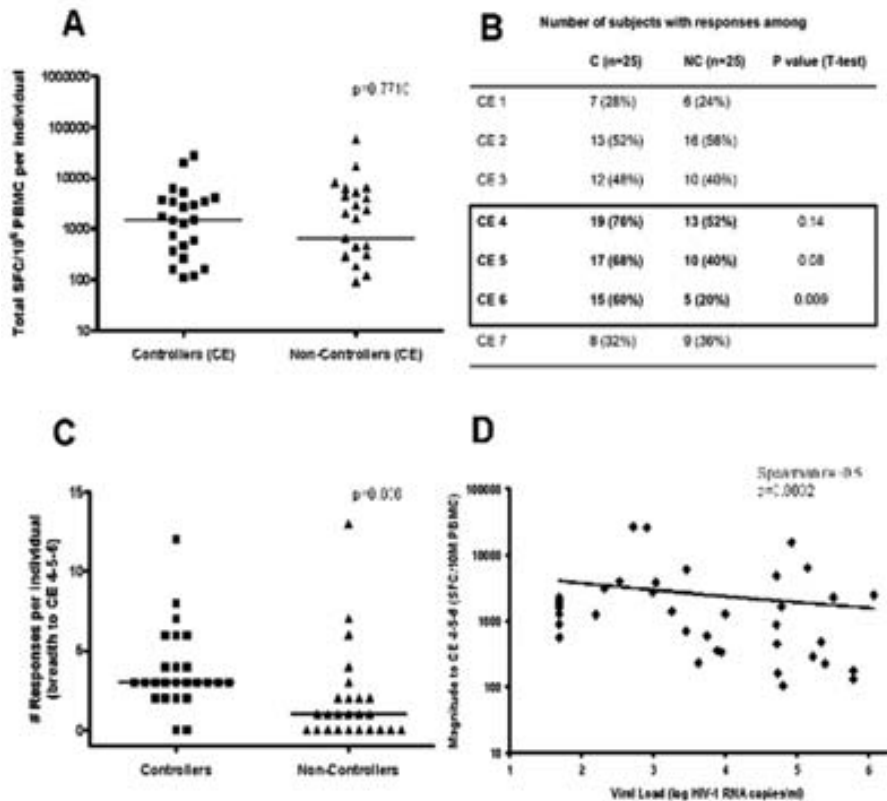 A
Total SFC/10⁶ PBMC per individual
1000000
100000
10000
1000
100
10
p=0.7710
Controllers (CE)
Non-Controllers (CE)
B
Number of subjects with responses among
C (n=25) NC (n=25) P value (T-test)
CE 1 7 (28%) 6 (24%)
CE 2 13 (52%) 16 (56%)
CE 3 12 (48%) 10 (40%)
CE 4 19 (76%) 13 (52%) 0.14
CE 5 17 (68%) 10 (40%) 0.08
CE 6 15 (60%) 5 (20%) 0.009
CE 7 8 (32%) 9 (36%)
C
# Responses per individual
(breadth to CE 4-5-6)
15
10
5
0
Controllers
Non-Controllers
D
Magnitude to CE 4-5-6 (SFC/10M PBMC)
100000
10000
1000
100
10
1 2 3 4 5 6
Viral Load (log HIV-1 RNA copies/ml)